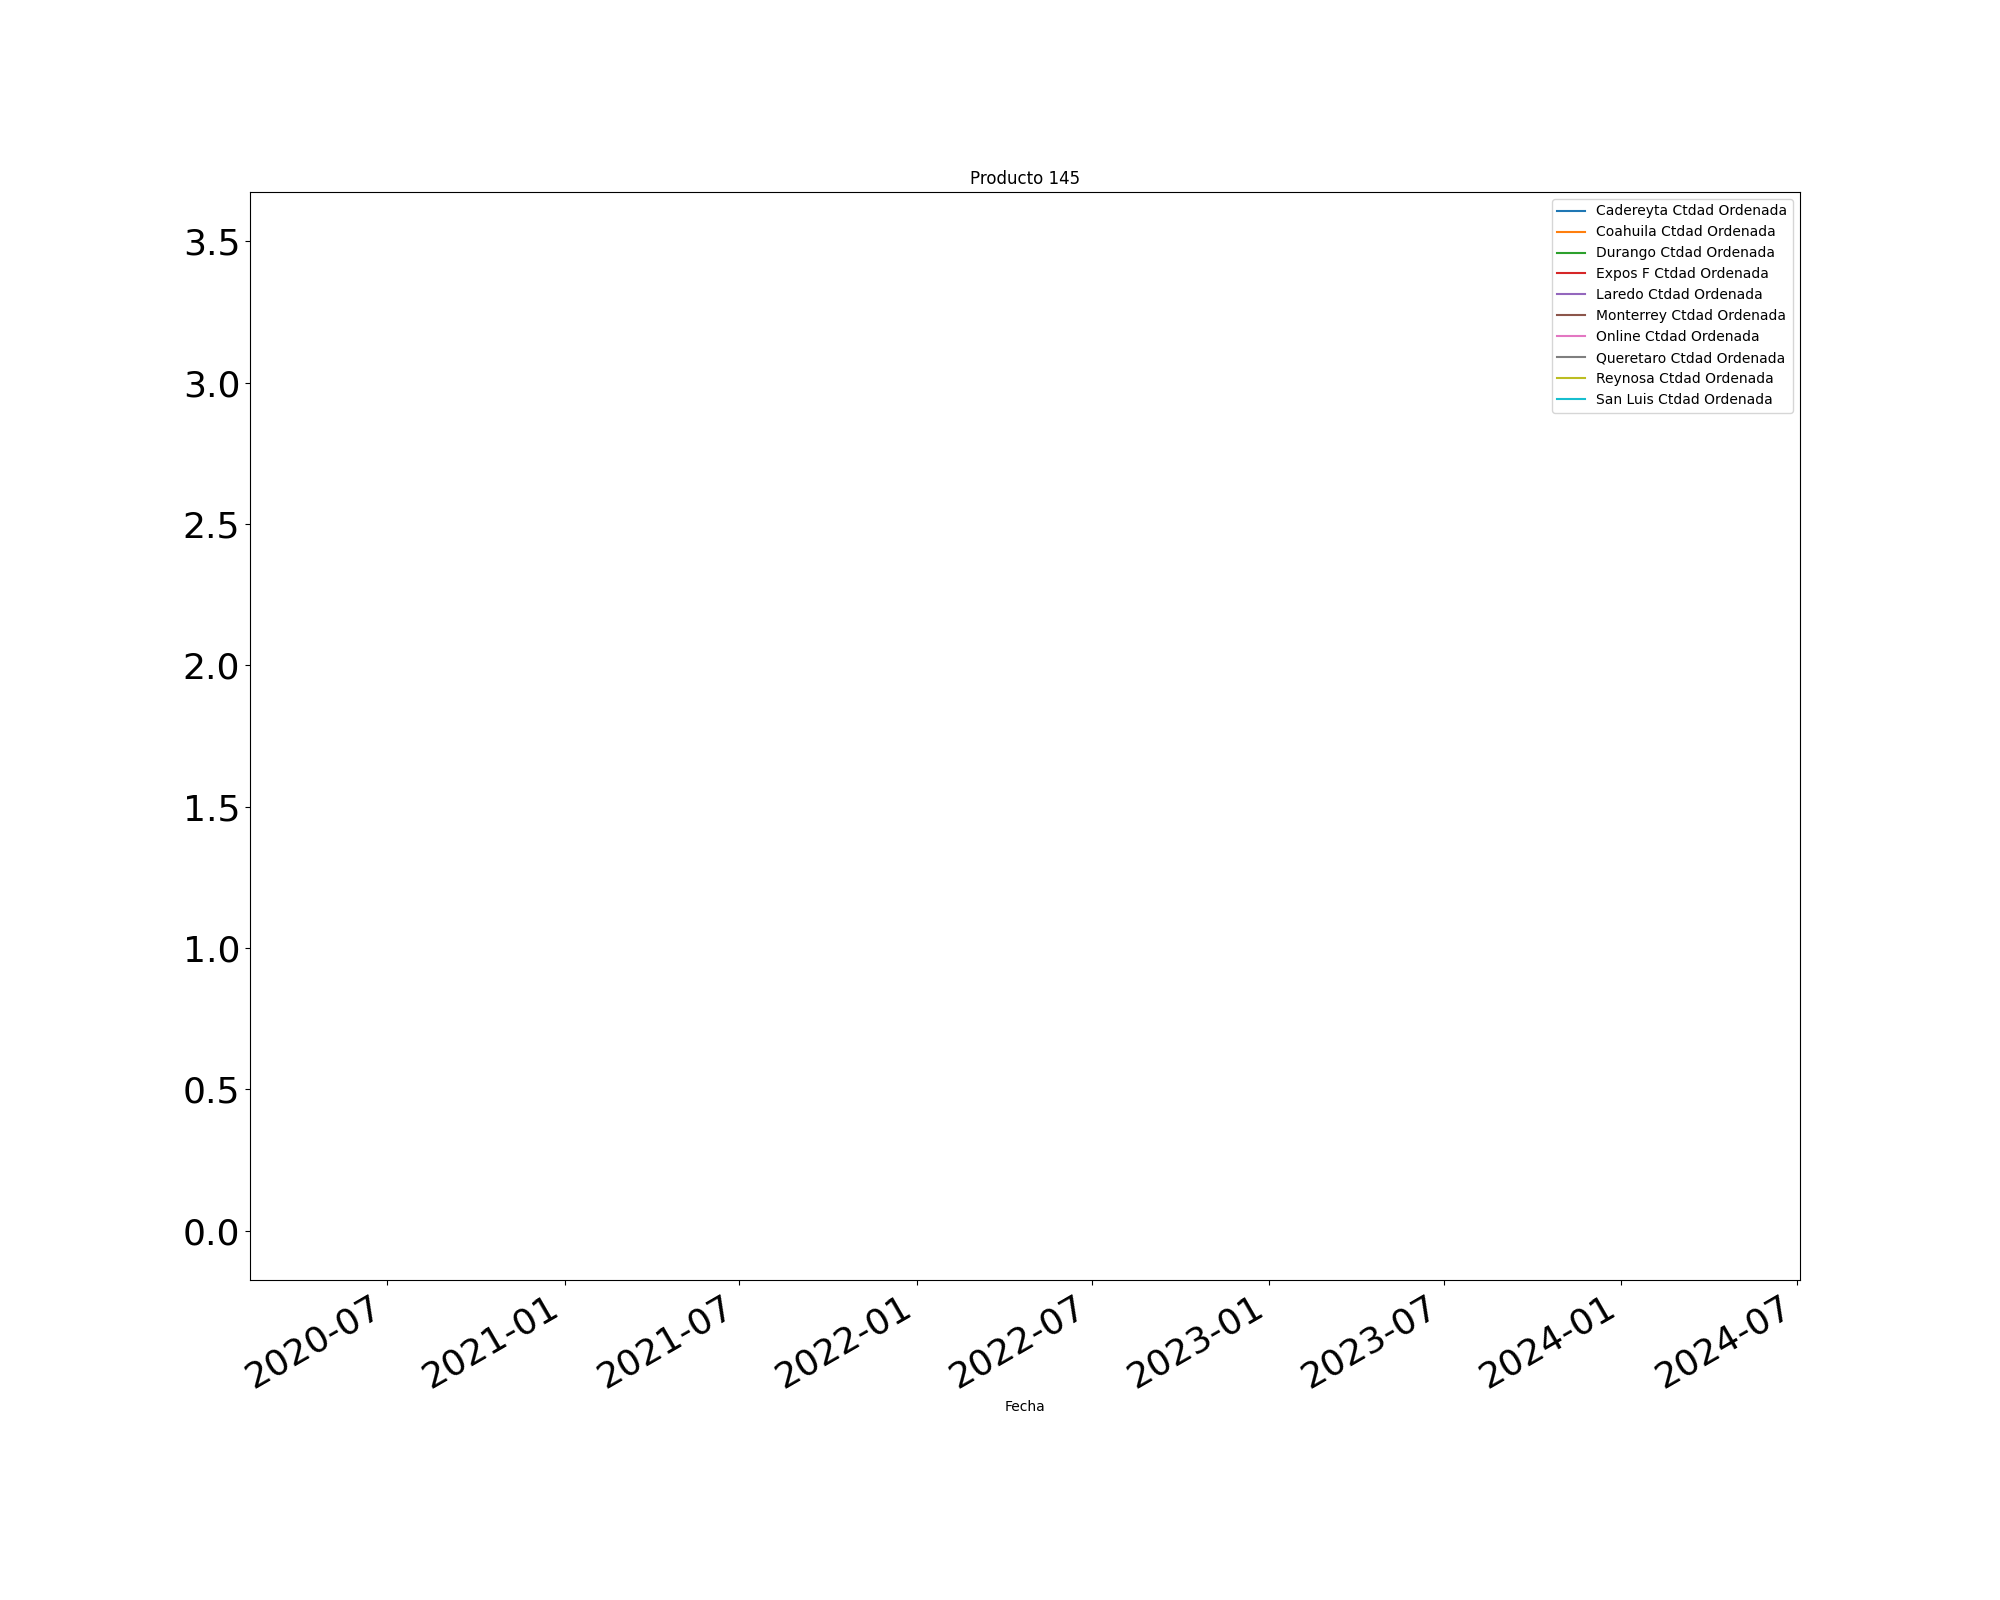 Producto 145
3.5
3.0
2.5
2.0
1.5
1.0
0.5
0.0
Cadereyta Ctdad Ordenada
Coahuila Ctdad Ordenada
Durango Ctdad Ordenada
Expos F Ctdad Ordenada
Laredo Ctdad Ordenada
Monterrey Ctdad Ordenada
Online Ctdad Ordenada
Queretaro Ctdad Ordenada
Reynosa Ctdad Ordenada
San Luis Ctdad Ordenada
2020-07
2021-01
2021-07
2022-01
2022-07
2023-01
2023-07
2024-01
2024-07
Fecha